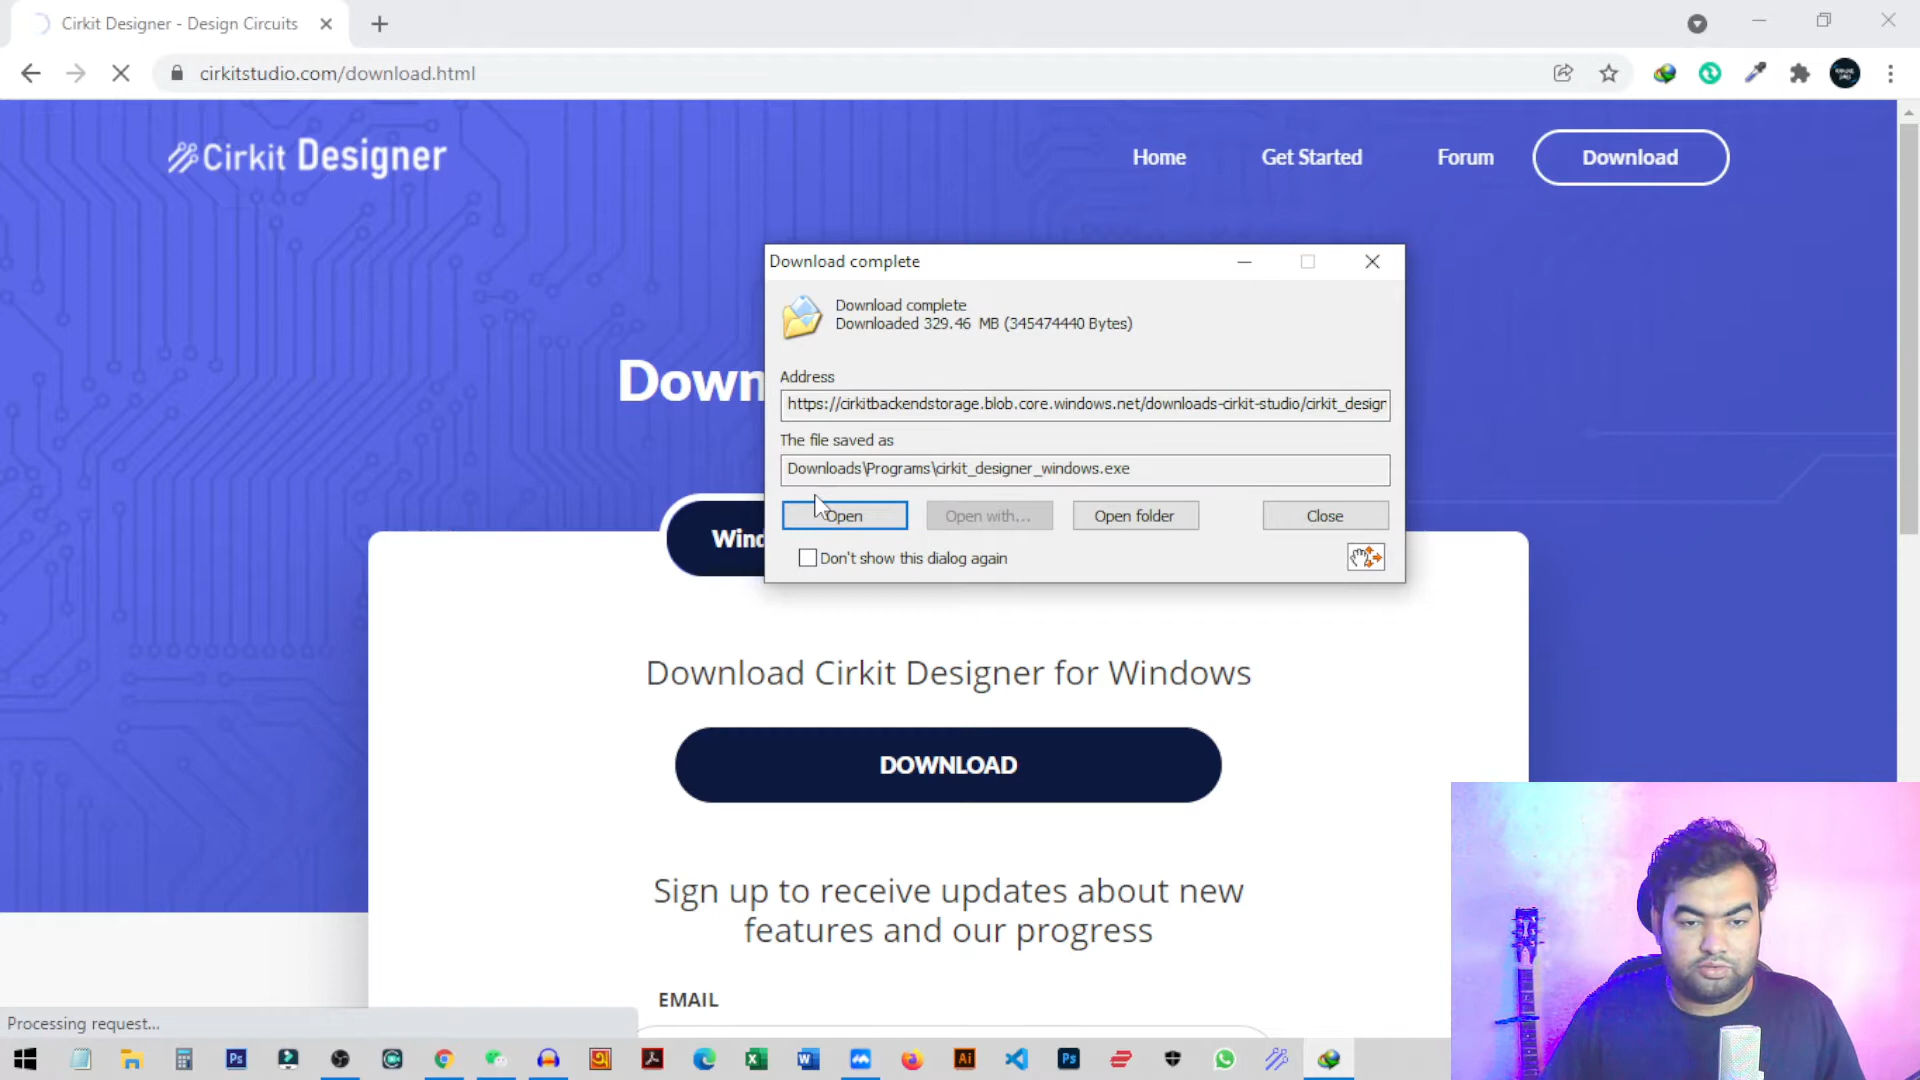 Cirkit Designer - Design Circuits
cirkitstudio.com/download.html
Cirkit Designer
Home
Get Started
Forum
Download
Download complete
Download complete
Downloaded 329.46 MB (345474440 Bytes)
Address
https://cirkitbackendstorage.blob.core.windows.net/downloads-cirkit-studio/cirkit_design
The file saved as
Downloads\Programs\cirkit_designer_windows.exe
Open
Open with...
Open folder
Close
Don't show this dialog again
Down
Wind
Download Cirkit Designer for Windows
DOWNLOAD
Sign up to receive updates about new
features and our progress
EMAIL
Processing request...